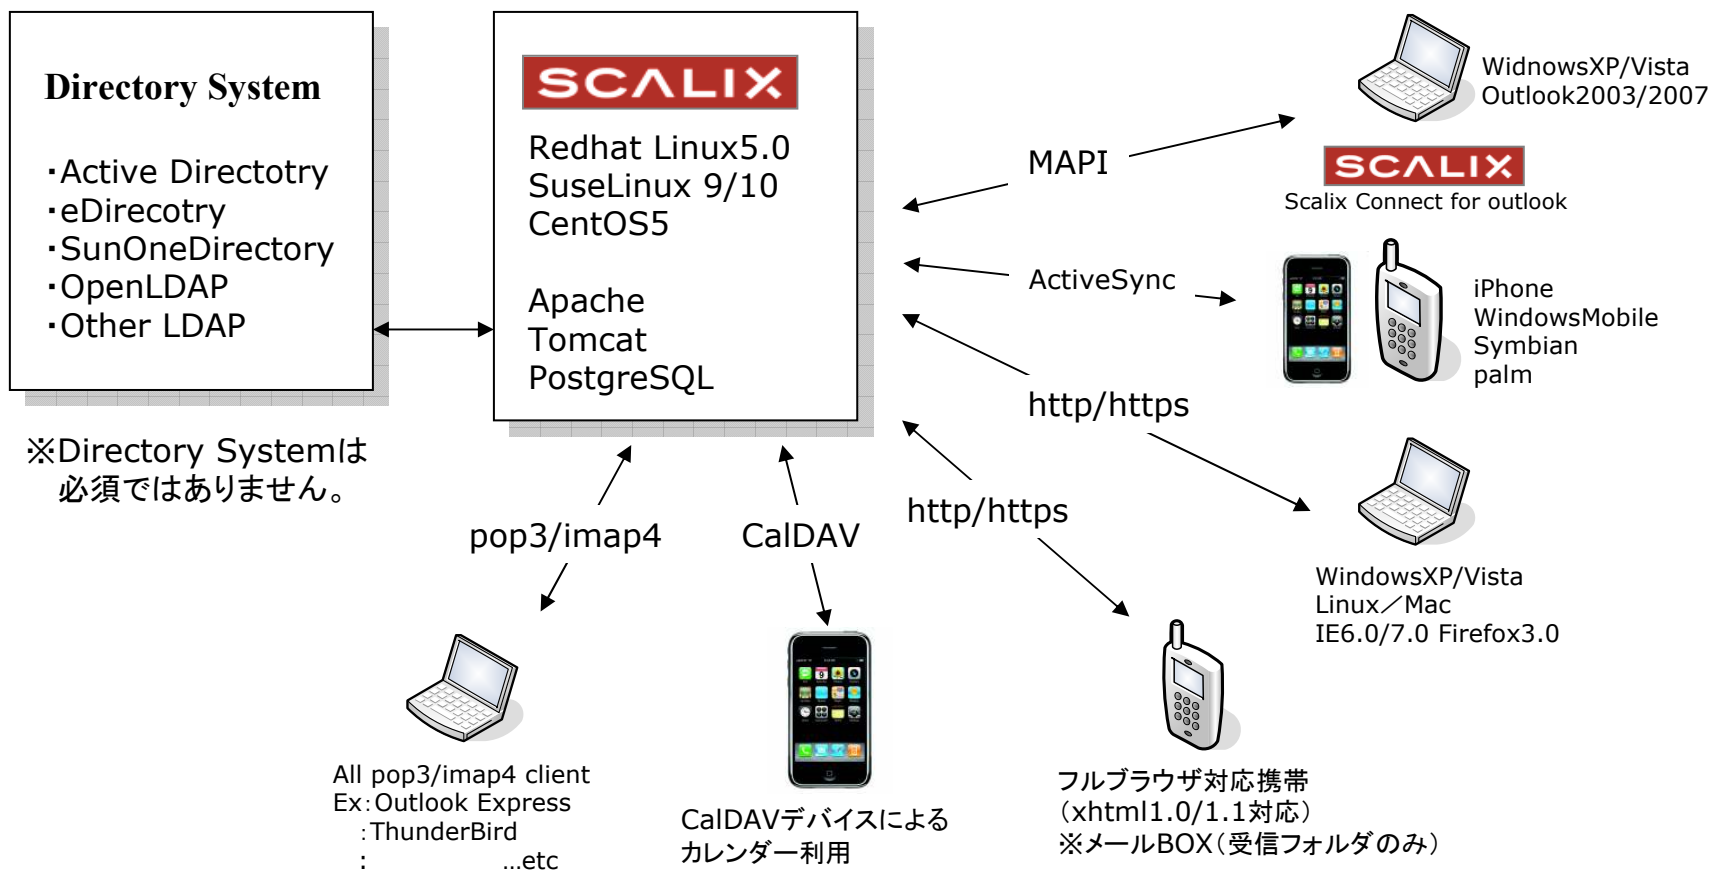 Directory System
・Active Directotry
・eDirecotry
・SunOneDirectory
・OpenLDAP
・Other LDAP
※Directory Systemは
必須ではありません。
SCALIX
Redhat Linux5.0
SuseLinux 9/10
CentOS5
Apache
Tomcat
PostgreSQL
MAPI
WidnowsXP/Vista
Outlook2003/2007
SCALIX
Scalix Connect for outlook
ActiveSync
iPhone
WindowsMobile
Symbian
palm
http/https
WindowsXP/Vista
Linux／Mac
IE6.0/7.0 Firefox3.0
http/https
フルブラウザ対応携帯
（xhtml1.0/1.1対応）
※メールBOX（受信フォルダのみ）
pop3/imap4
All pop3/imap4 client
Ex：Outlook Express
：ThunderBird
： …etc
CalDAV
CalDAVデバイスによる
カレンダー利用